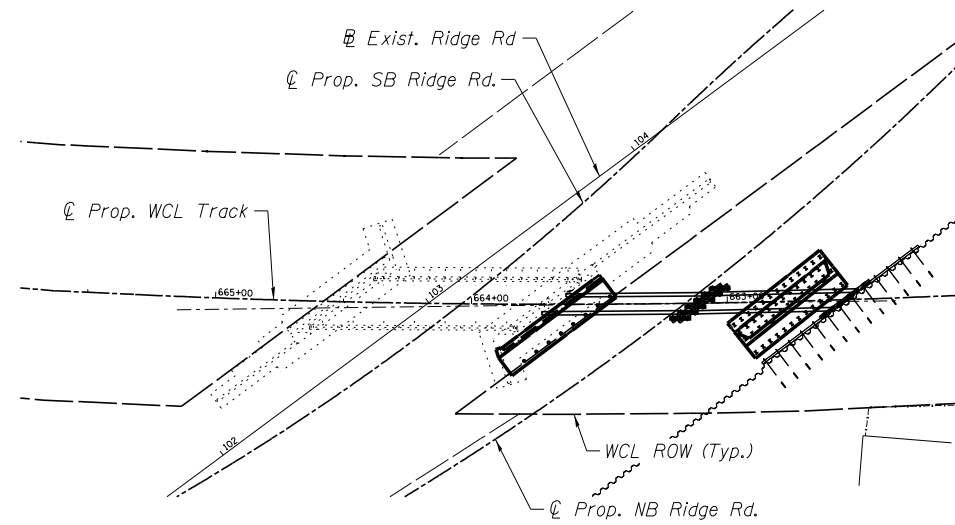 ℄ Exist. Ridge Rd
℄ Prop. SB Ridge Rd.
104
℄ Prop. WCL Track
665+00
103
664+00
663+00
102
WCL ROW (Typ.)
℄ Prop. NB Ridge Rd.